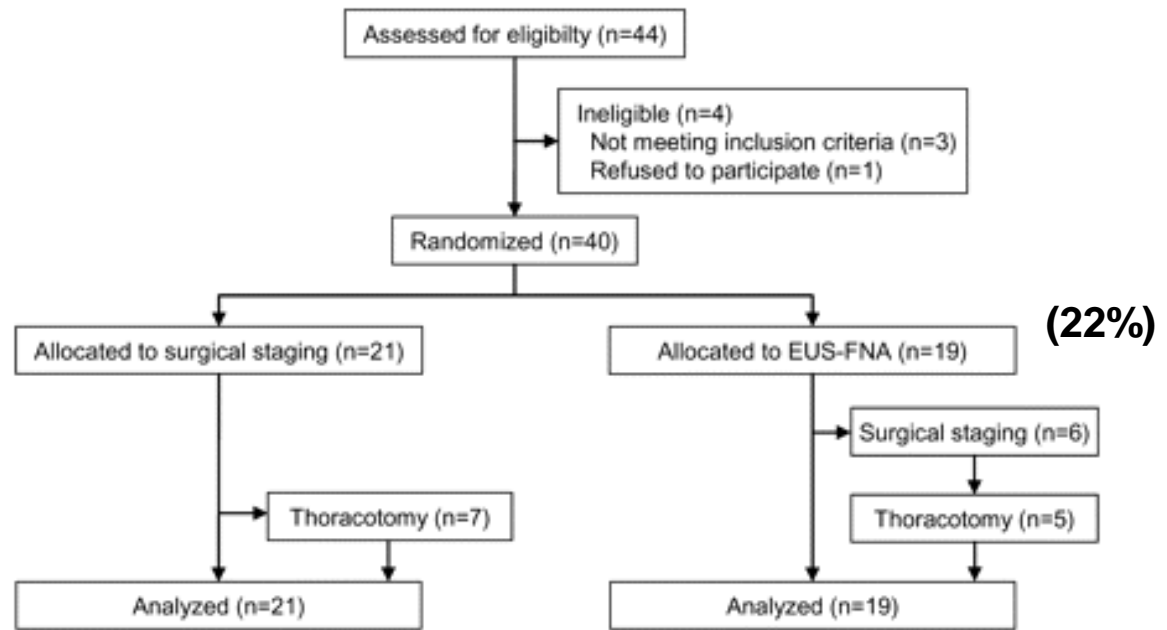 Assessed for eligibilty (n=44)
Ineligible (n=4)
Not meeting inclusion criteria (n=3)
Refused to participate (n=1)
Randomized (n=40)
Allocated to surgical staging (n=21)
Allocated to EUS-FNA (n=19)
(22%)
Surgical staging (n=6)
Thoracotomy (n=7)
Thoracotomy (n=5)
Analyzed (n=21)
Analyzed (n=19)